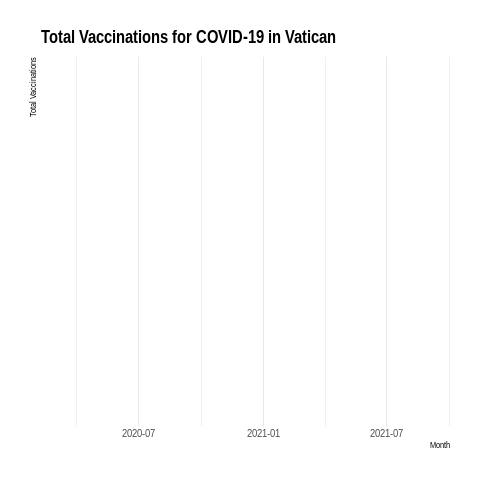 Total Vaccinations for COVID-19 in Vatican
Total Vaccinations
2020-07
2021-01
2021-07
Month